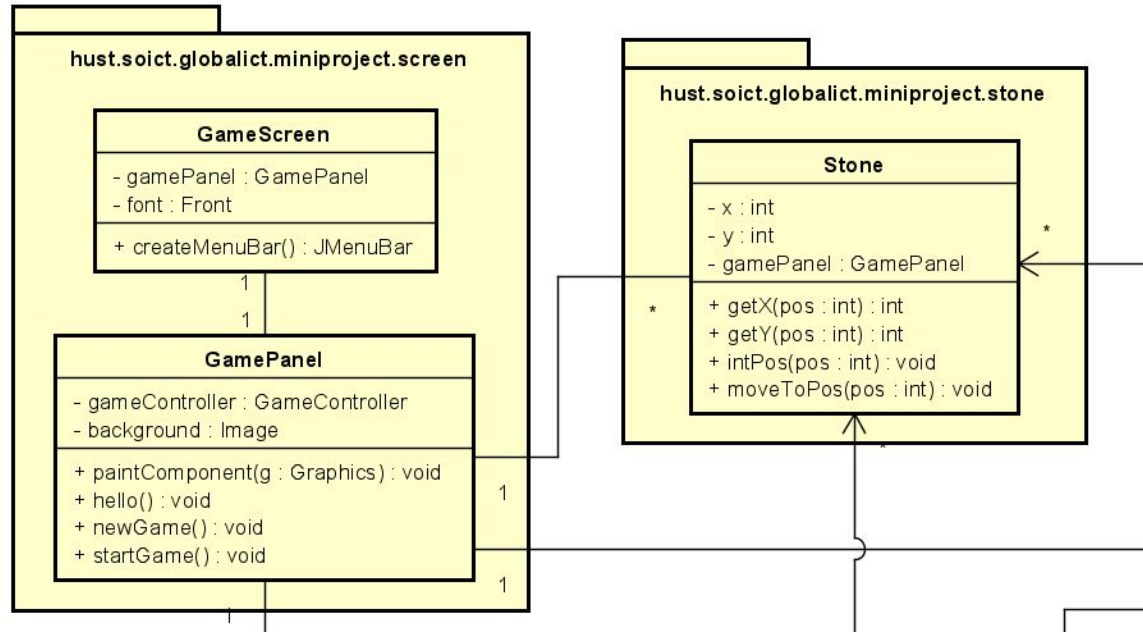 hust.soict.globalict.miniproject.screen
GameScreen
- gamePanel : GamePanel
- font : Front
+ createMenuBar() : JMenuBar
1
1
GamePanel
- gameController : GameController
- background : Image
+ paintComponent(g : Graphics) : void
+ hello() : void
+ newGame() : void
+ startGame() : void
1
1
1
hust.soict.globalict.miniproject.stone
Stone
- x : int
- y : int
- gamePanel : GamePanel
+ getX(pos : int) : int
+ getY(pos : int) : int
+ intPos(pos : int) : void
+ moveToPos(pos : int) : void
*
*
*